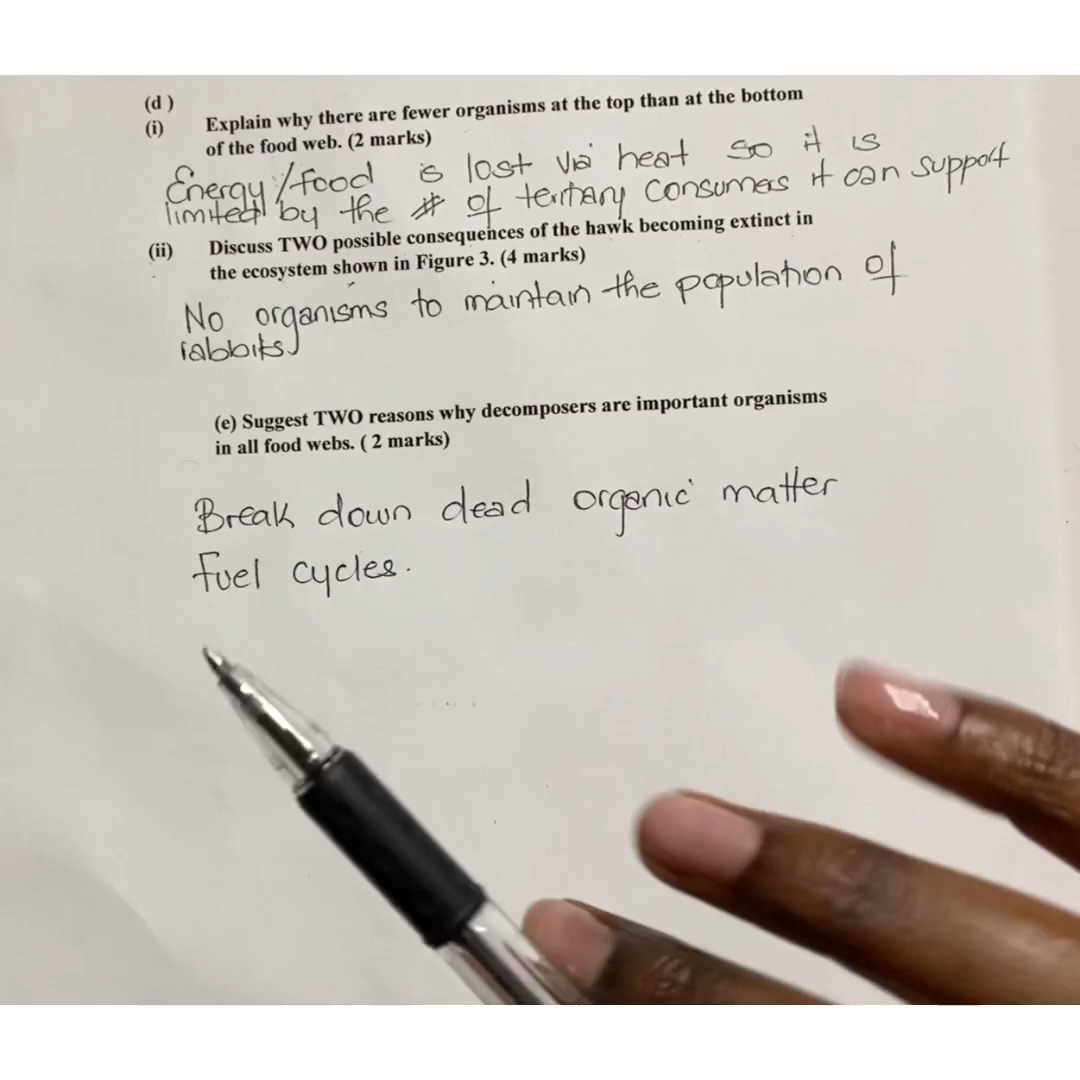 (d )
(i) Explain why there are fewer organisms at the top than at the bottom
of the food web. (2 marks)
Energy/food is lost via heat so it is
limited by the # of teritary consumers it can support
(ii) Discuss TWO possible consequences of the hawk becoming extinct in
the ecosystem shown in Figure 3. (4 marks)
No organisms to maintain the population of
rabbits
(e) Suggest TWO reasons why decomposers are important organisms
in all food webs. ( 2 marks)
Break down dead organic matter
fuel cycles.